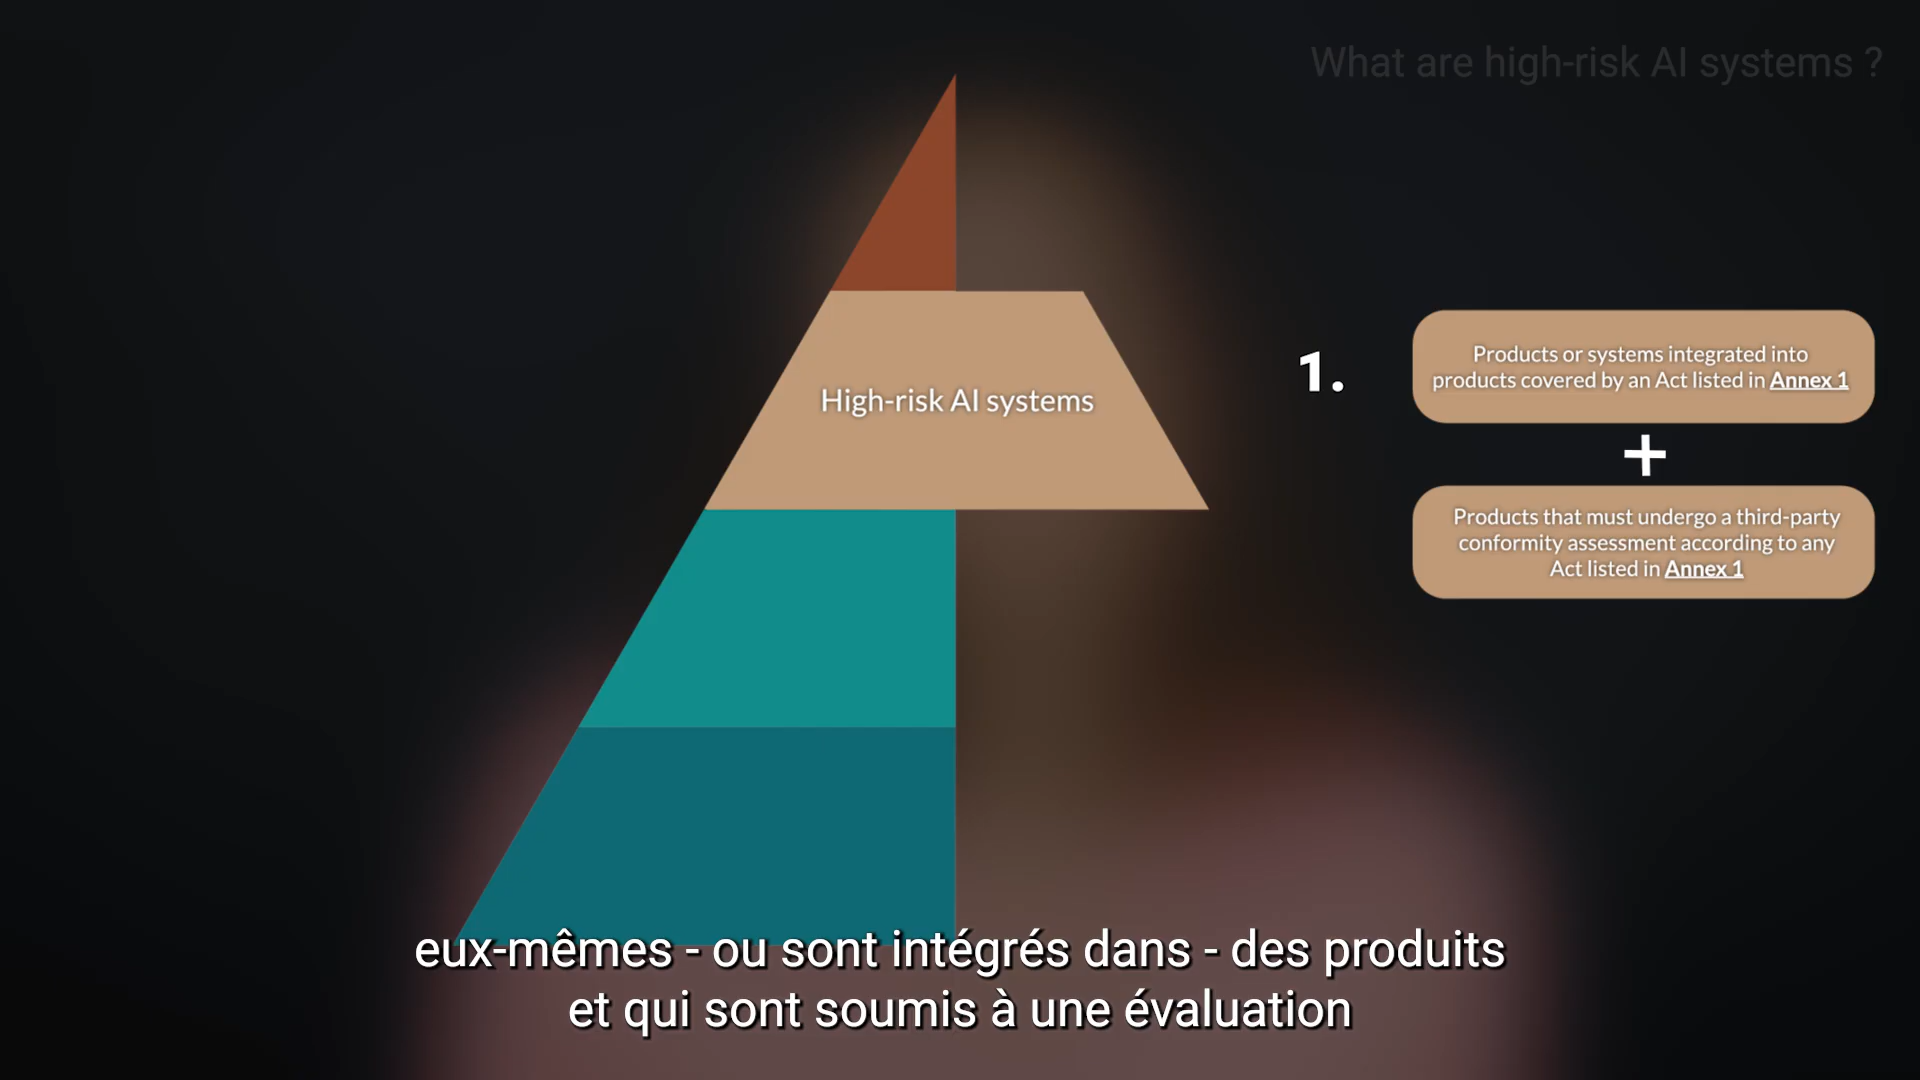 What are high-risk AI systems ?
High-risk AI systems
1.
Products or systems integrated into
products covered by an Act listed in Annex 1
+
Products that must undergo a third-party
conformity assessment according to any
Act listed in Annex 1
eux-mêmes - ou sont intégrés dans - des produits
et qui sont soumis à une évaluation